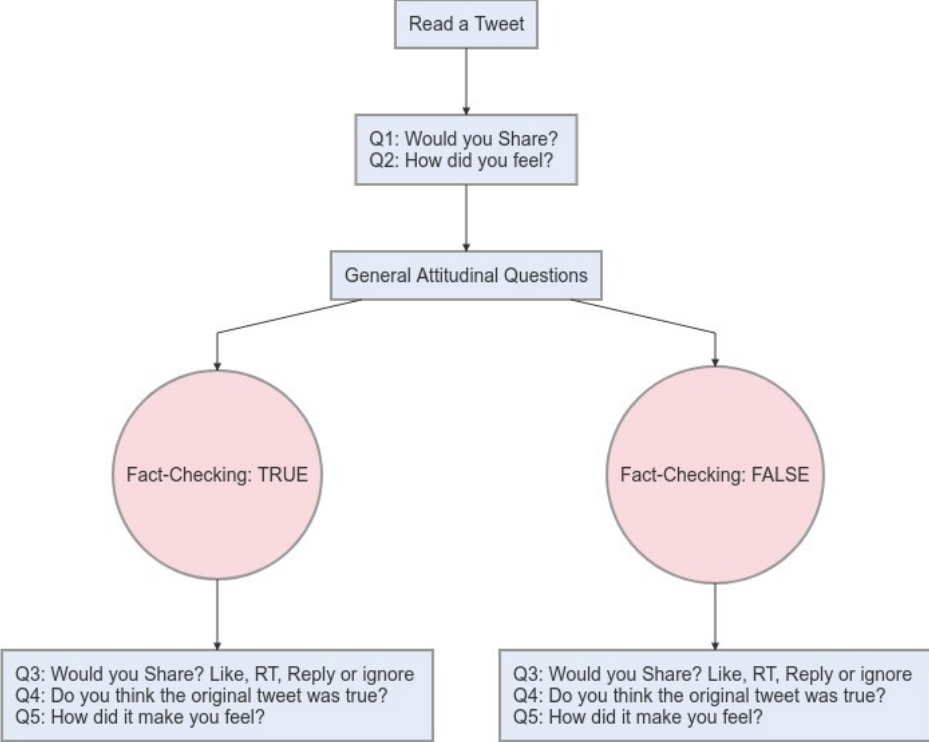 Read a Tweet
Q1: Would you Share?
Q2: How did you feel?
General Attitudinal Questions
Fact-Checking: TRUE
Fact-Checking: FALSE
Q3: Would you Share? Like, RT, Reply or ignore
Q4: Do you think the original tweet was true?
Q5: How did it make you feel?
Q3: Would you Share? Like, RT, Reply or ignore
Q4: Do you think the original tweet was true?
Q5: How did it make you feel?